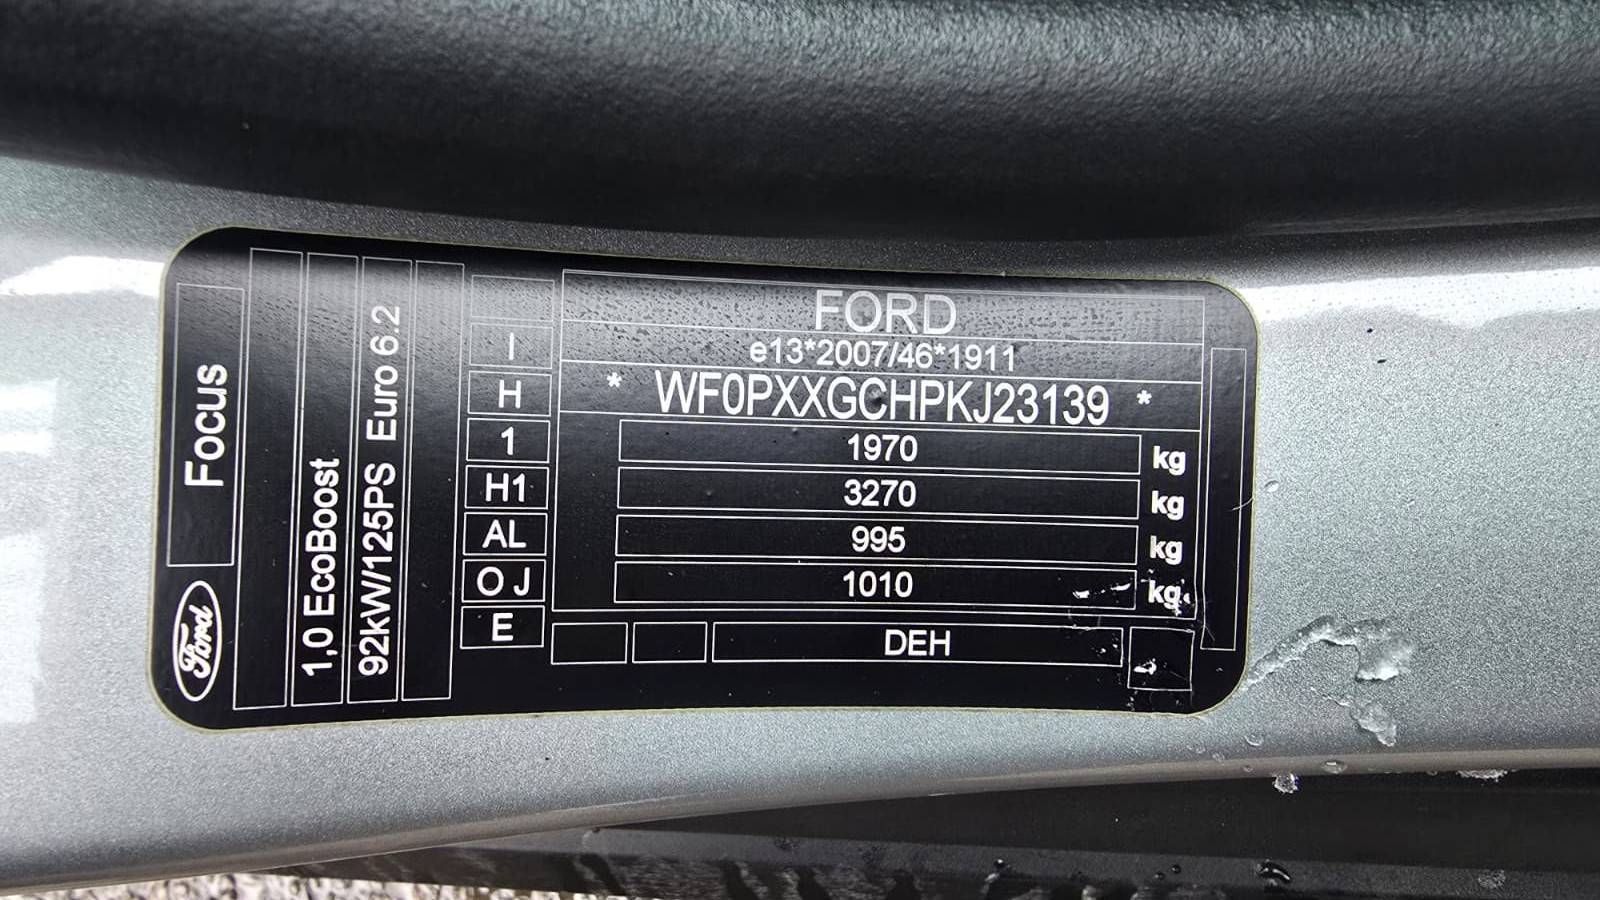 FORD
e13*2007/46*1911
* WF0PXXGCHPKJ23139 *
1970 kg
3270 kg
995 kg
1010 kg
DEH
I
H
1
H1
AL
O J
E
Focus
Ford
1,0 EcoBoost
92kW/125PS Euro 6.2